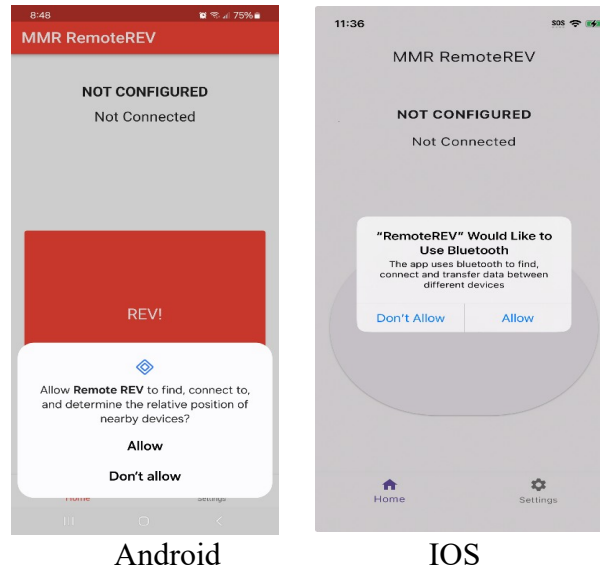 8:48
75%
MMR RemoteREV
NOT CONFIGURED
Not Connected
REV!
Allow Remote REV to find, connect to,
and determine the relative position of
nearby devices?
Allow
Don't allow
Home
Settings
Android
11:36
SOS
MMR RemoteREV
NOT CONFIGURED
Not Connected
"RemoteREV" Would Like to
Use Bluetooth
The app uses bluetooth to find,
connect and transfer data between
different devices
Don't Allow
Allow
Home
Settings
IOS